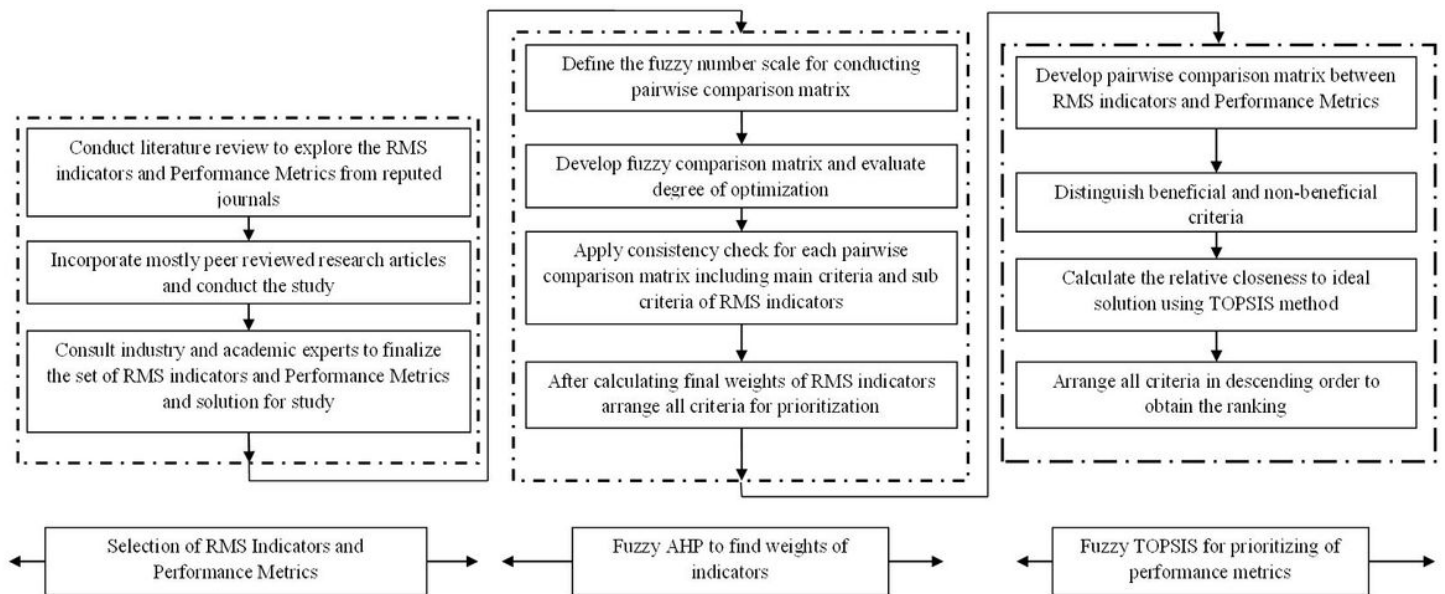 Conduct literature review to explore the RMS
indicators and Performance Metrics from reputed
journals
Incorporate mostly peer reviewed research articles
and conduct the study
Consult industry and academic experts to finalize
the set of RMS indicators and Performance Metrics
and solution for study
Define the fuzzy number scale for conducting
pairwise comparison matrix
Develop fuzzy comparison matrix and evaluate
degree of optimization
Apply consistency check for each pairwise
comparison matrix including main criteria and sub
criteria of RMS indicators
After calculating final weights of RMS indicators
arrange all criteria for prioritization
Develop pairwise comparison matrix between
RMS indicators and Performance Metrics
Distinguish beneficial and non-beneficial
criteria
Calculate the relative closeness to ideal
solution using TOPSIS method
Arrange all criteria in descending order to
obtain the ranking
Selection of RMS Indicators and
Performance Metrics
Fuzzy AHP to find weights of
indicators
Fuzzy TOPSIS for prioritizing of
performance metrics